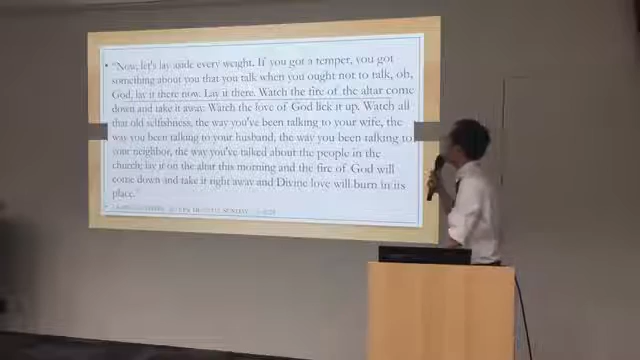 • "Now, let's lay aside every weight. If you got a temper, you got
something about you that you talk when you ought not to talk, oh,
God, lay it there now. Lay it there. Watch the fire of the altar come
down and take it away. Watch the love of God lick it up. Watch all
that old selfishness, the way you've been talking to your wife, the
way you been talking to your husband, the way you been talking to
your neighbor, the way you've talked about the people in the
church; lay it on the altar this morning and the fire of God will
come down and take it right away and Divine love will burn in its
place."